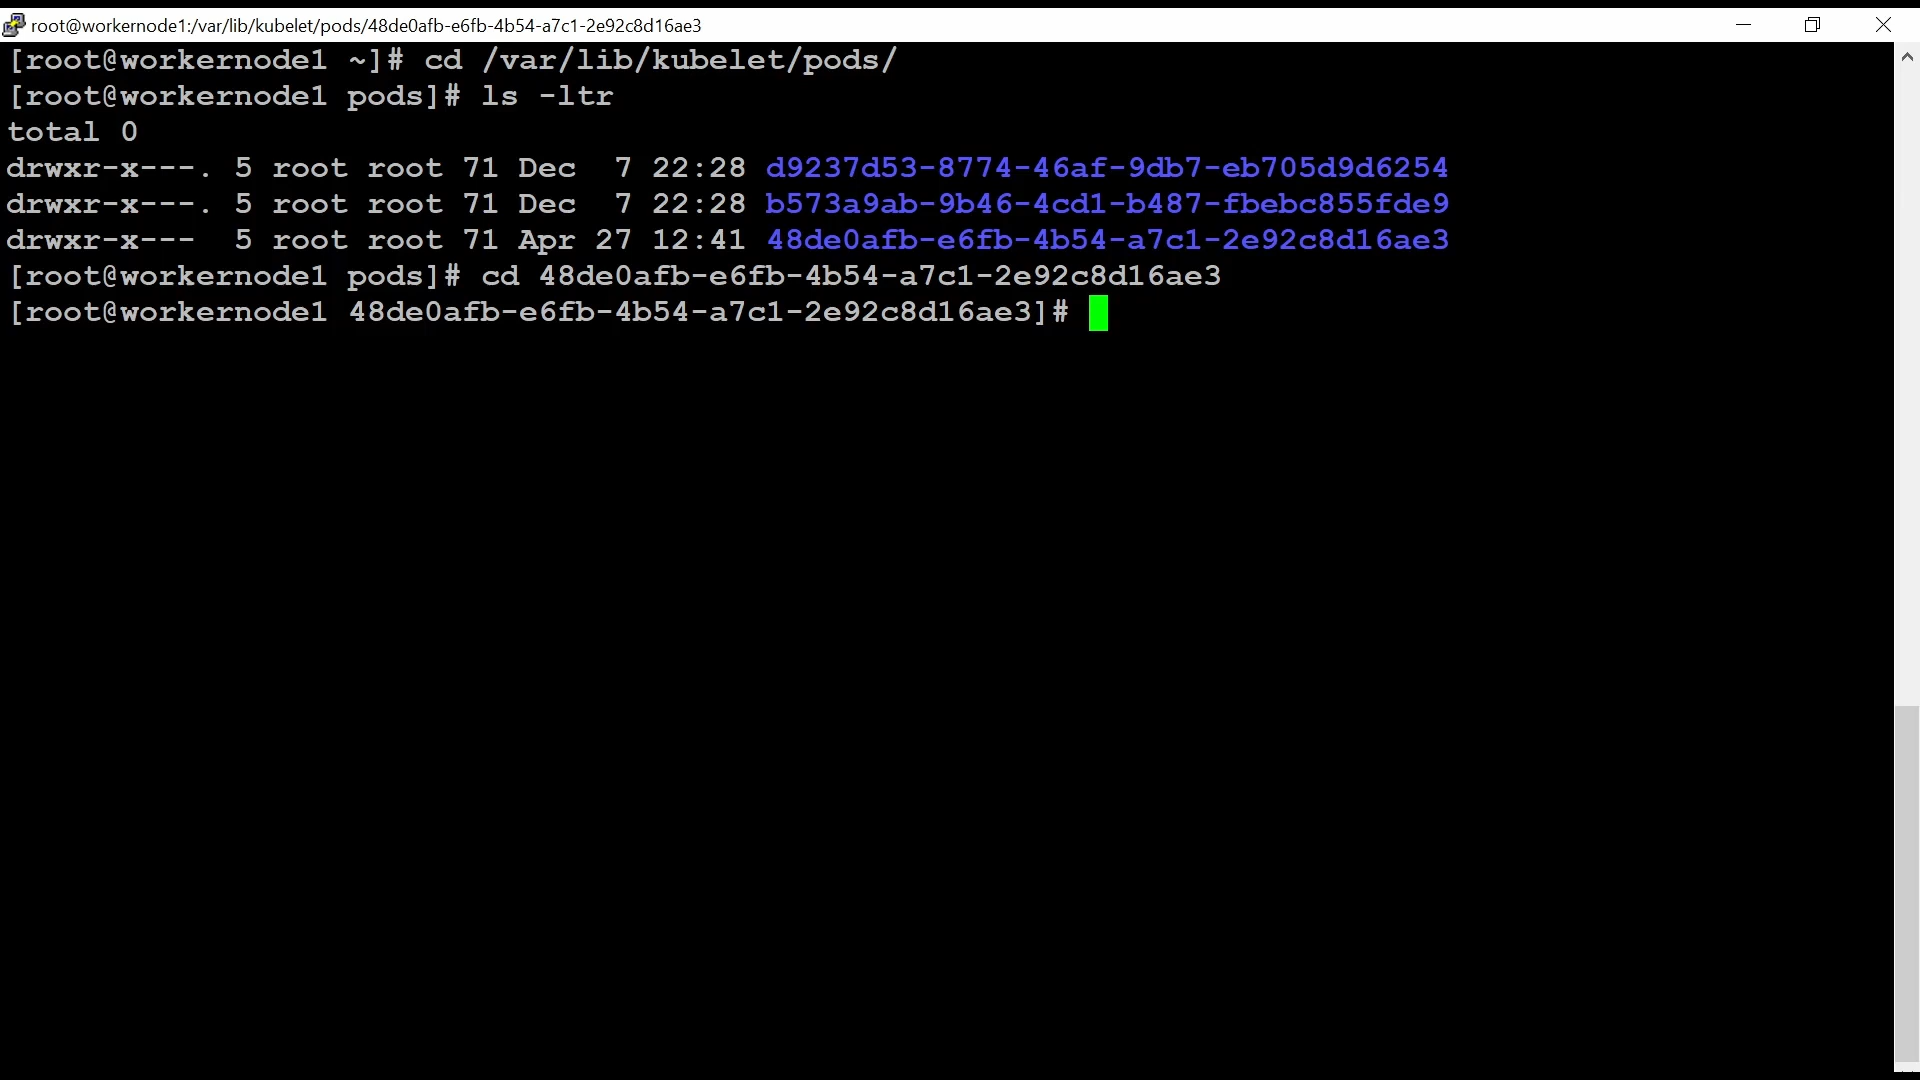 root@workernode1:/var/lib/kubelet/pods/48de0afb-e6fb-4b54-a7c1-2e92c8d16ae3
[root@workernode1 ~]# cd /var/lib/kubelet/pods/
[root@workernode1 pods]# ls -ltr
total 0
drwxr-x---. 5 root root 71 Dec  7 22:28 d9237d53-8774-46af-9db7-eb705d9d6254
drwxr-x---. 5 root root 71 Dec  7 22:28 b573a9ab-9b46-4cd1-b487-fbebc855fde9
drwxr-x---  5 root root 71 Apr 27 12:41 48de0afb-e6fb-4b54-a7c1-2e92c8d16ae3
[root@workernode1 pods]# cd 48de0afb-e6fb-4b54-a7c1-2e92c8d16ae3
[root@workernode1 48de0afb-e6fb-4b54-a7c1-2e92c8d16ae3]#